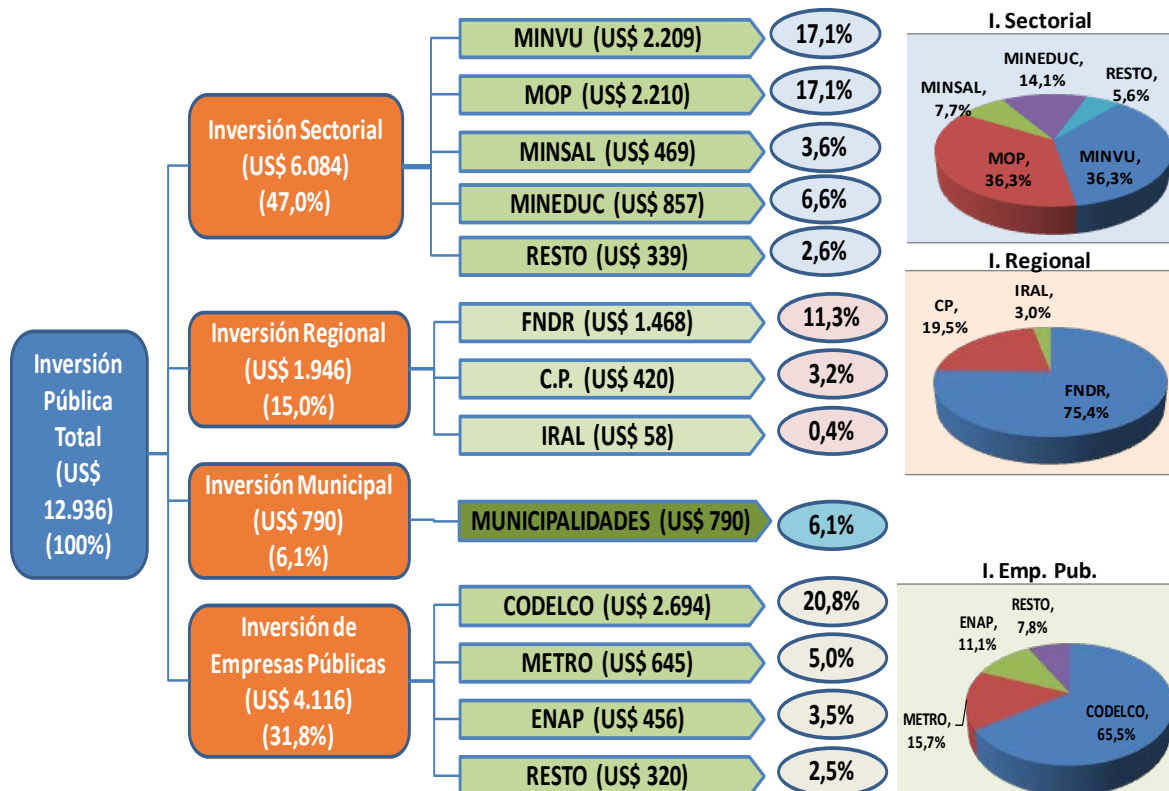 Inversión
Pública
Total
(US$
12.936)
(100%)
Inversión Sectorial
(US$ 6.084)
(47,0%)
MINVU (US$ 2.209)
17,1%
MOP (US$ 2.210)
17,1%
MINSAL (US$ 469)
3,6%
MINEDUC (US$ 857)
6,6%
RESTO (US$ 339)
2,6%
Inversión Regional
(US$ 1.946)
(15,0%)
FNDR (US$ 1.468)
11,3%
C.P. (US$ 420)
3,2%
IRAL (US$ 58)
0,4%
Inversión Municipal
(US$ 790)
(6,1%)
MUNICIPALIDADES (US$ 790)
6,1%
Inversión de
Empresas Públicas
(US$ 4.116)
(31,8%)
CODELCO (US$ 2.694)
20,8%
METRO (US$ 645)
5,0%
ENAP (US$ 456)
3,5%
RESTO (US$ 320)
2,5%
I. Sectorial
MINEDUC,
14,1%
RESTO,
5,6%
MINSAL,
7,7%
MOP,
36,3%
MINVU,
36,3%
I. Regional
IRAL,
3,0%
CP,
19,5%
FNDR,
75,4%
I. Emp. Pub.
RESTO,
7,8%
ENAP,
11,1%
METRO,
15,7%
CODELCO,
65,5%